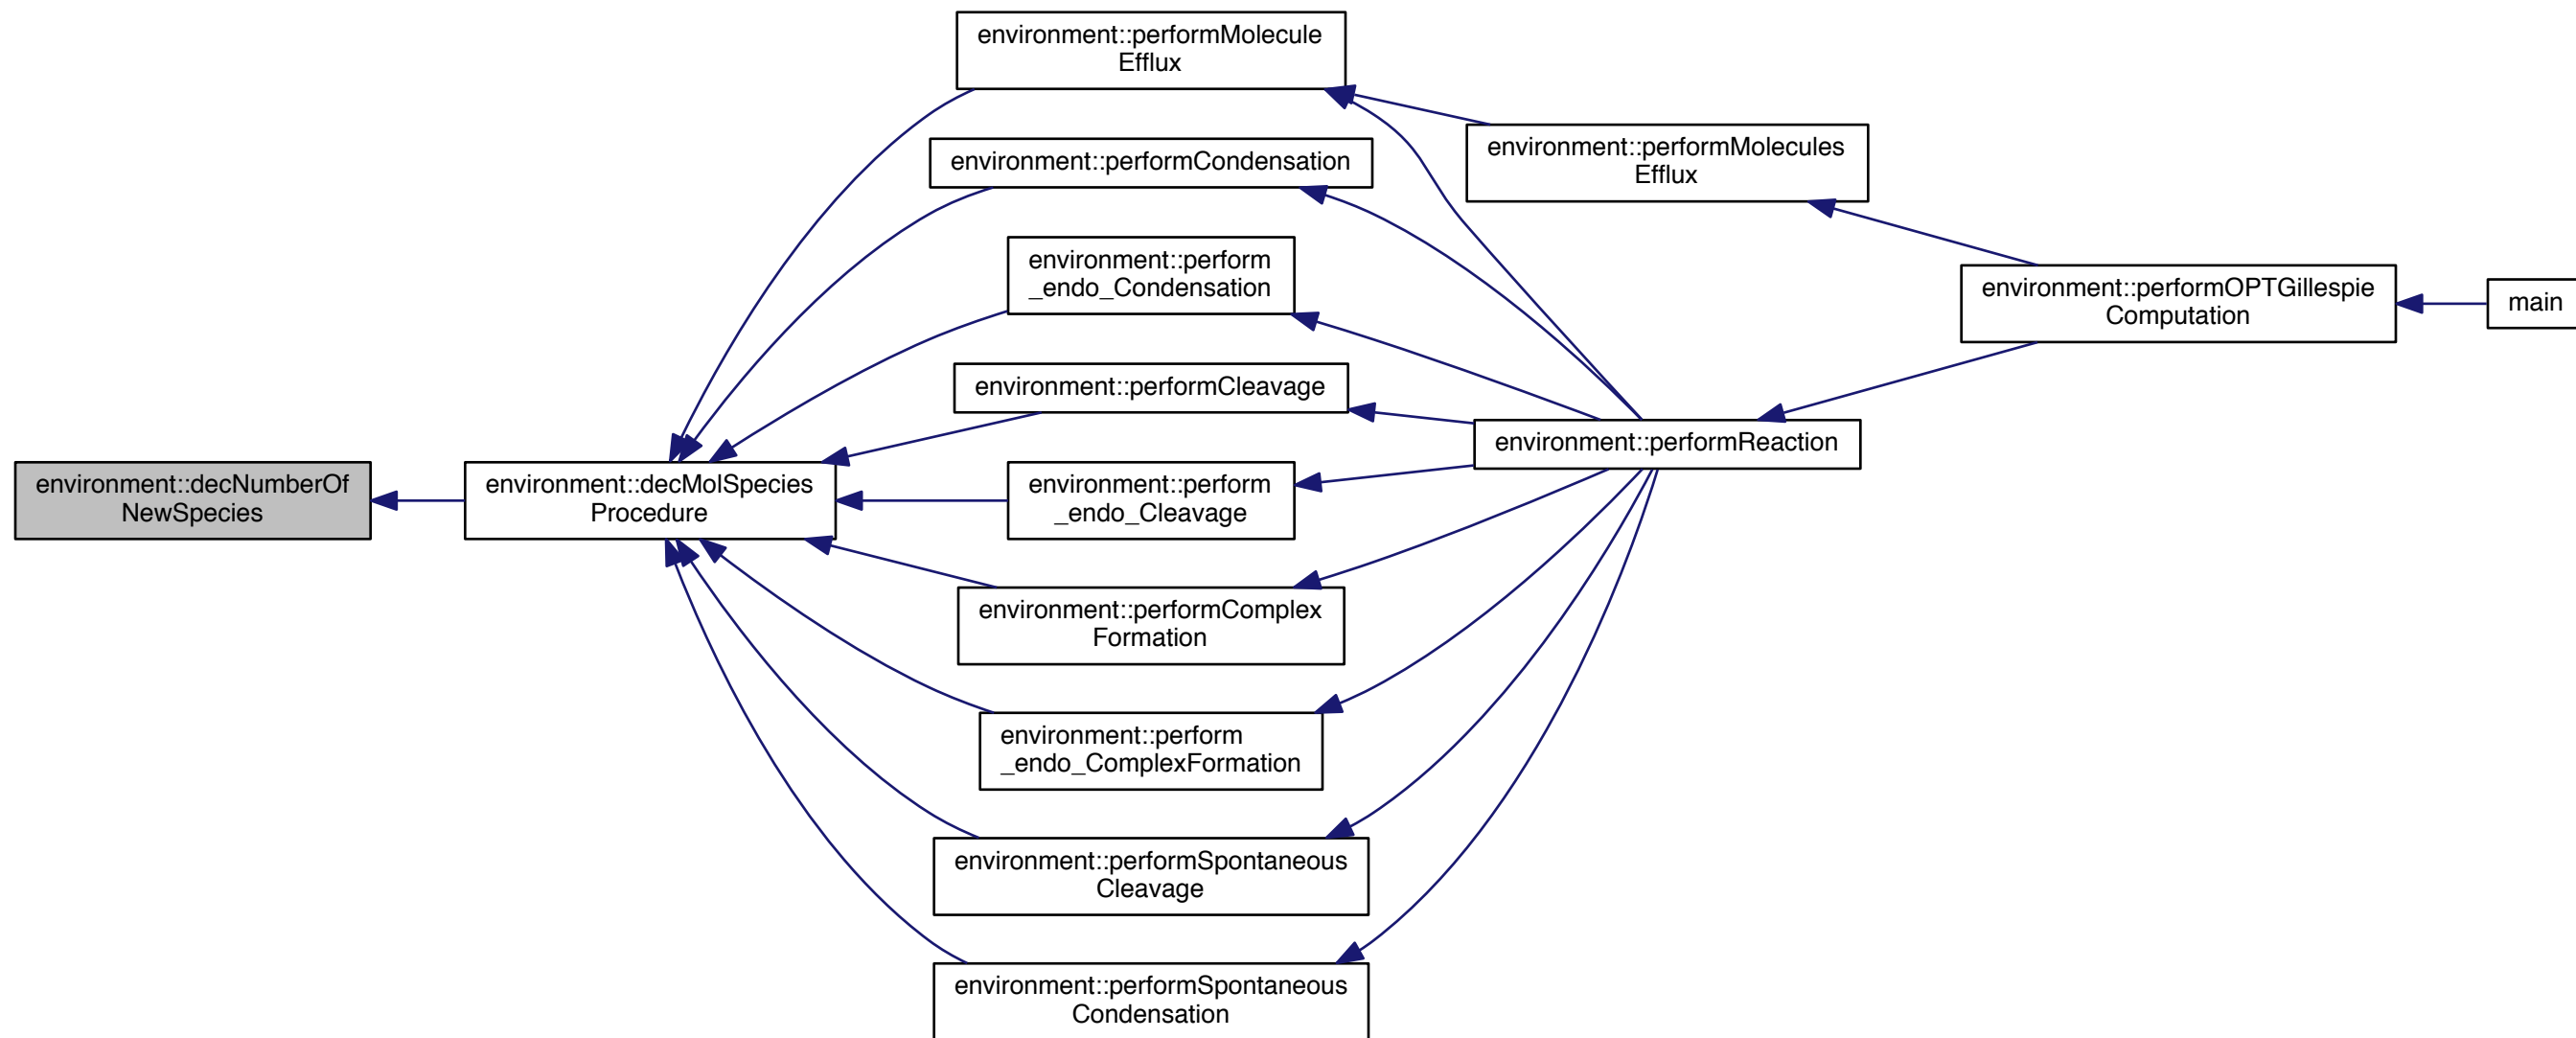 environment::performMolecule
Efflux
environment::performCondensation
environment::performMolecules
Efflux
environment::perform
_endo_Condensation
environment::performOPTGillespie
Computation
main
environment::performCleavage
environment::performReaction
environment::decNumberOf
NewSpecies
environment::decMolSpecies
Procedure
environment::perform
_endo_Cleavage
environment::performComplex
Formation
environment::perform
_endo_ComplexFormation
environment::performSpontaneous
Cleavage
environment::performSpontaneous
Condensation